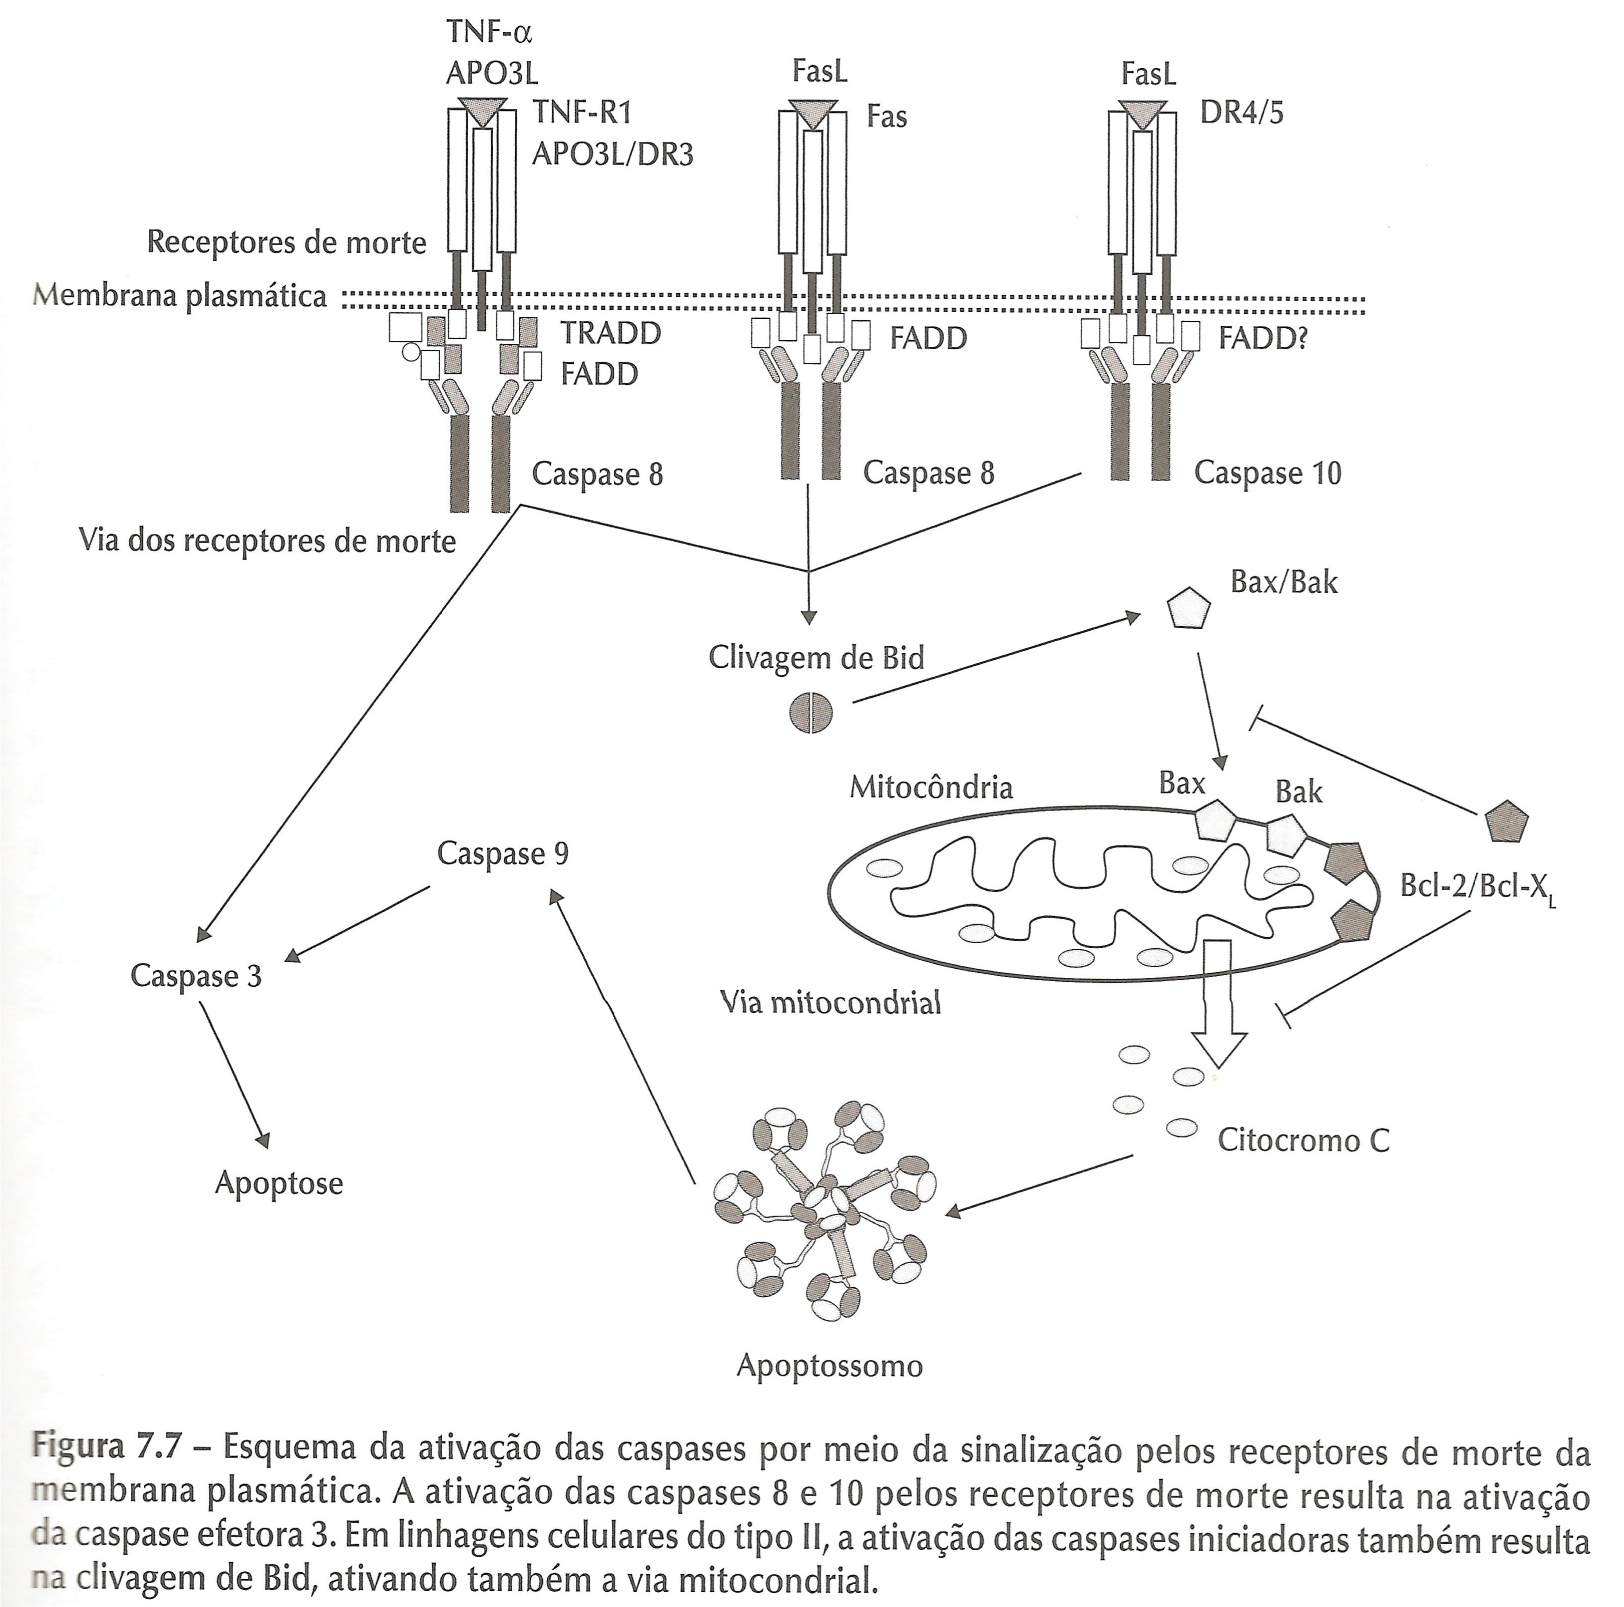 TNF-α
APO3L
FasL
FasL
TNF-R1
APO3L/DR3
Fas
DR4/5
Receptores de morte
Membrana plasmática
TRADD
FADD
FADD
FADD?
Caspase 8
Caspase 8
Caspase 10
Via dos receptores de morte
Bax/Bak
Clivagem de Bid
Mitocôndria
Bax
Bak
Caspase 9
Bcl-2/Bcl-XL
Caspase 3
Via mitocondrial
Citocromo C
Apoptose
Apoptossomo
Figura 7.7 – Esquema da ativação das caspases por meio da sinalização pelos receptores de morte da
membrana plasmática. A ativação das caspases 8 e 10 pelos receptores de morte resulta na ativação
da caspase efetora 3. Em linhagens celulares do tipo II, a ativação das caspases iniciadoras também resulta
na clivagem de Bid, ativando também a via mitocondrial.